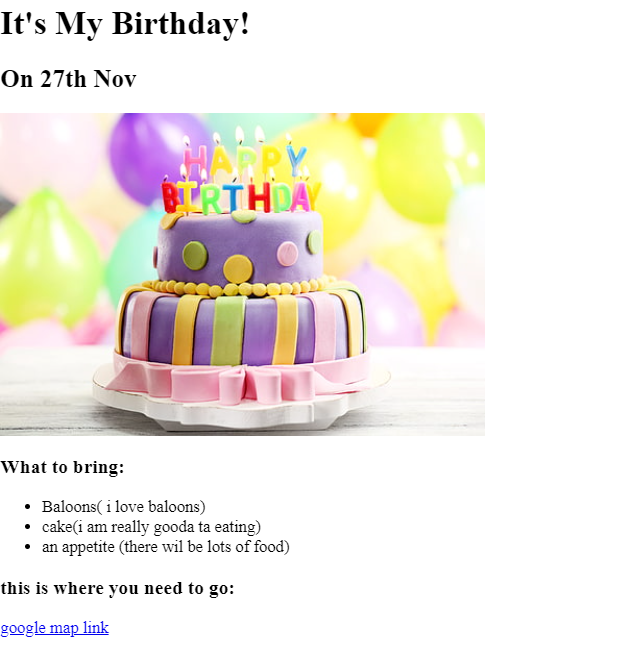 It's My Birthday!
On 27th Nov
HAPPY
BIRTHDAY
What to bring:
Baloons( i love baloons)
cake(i am really gooda ta eating)
an appetite (there wil be lots of food)
this is where you need to go:
google map link